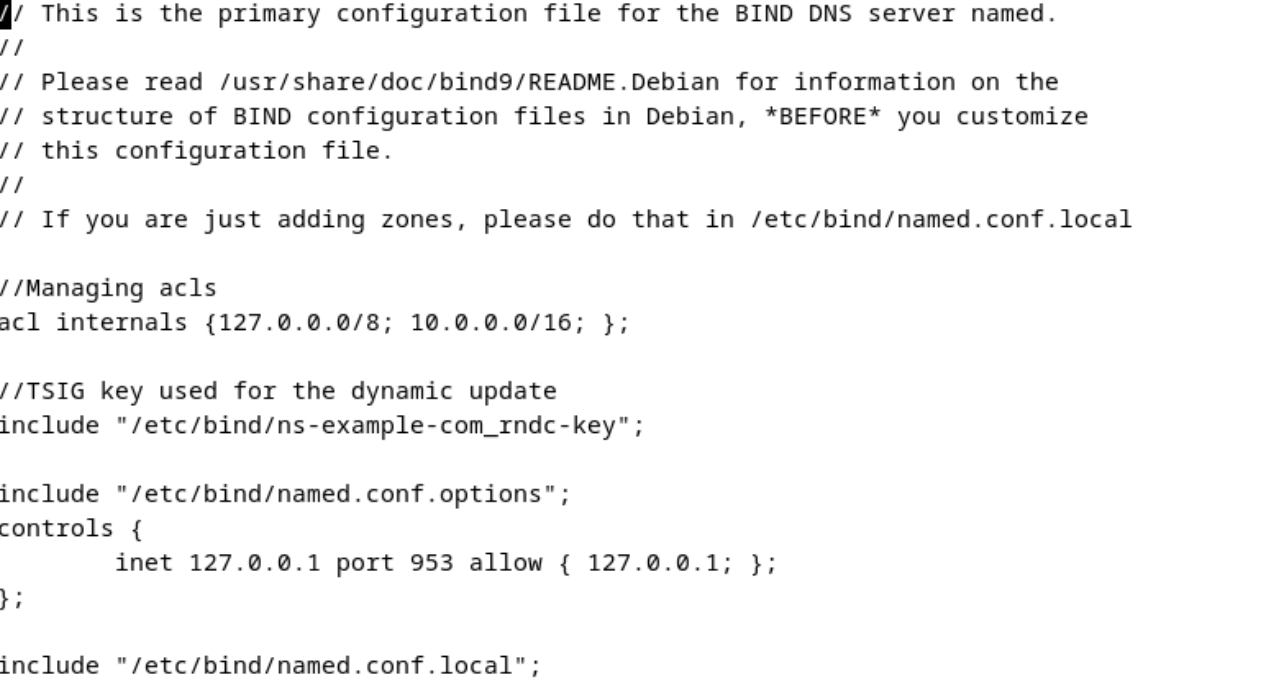 // This is the primary configuration file for the BIND DNS server named.
//
// Please read /usr/share/doc/bind9/README.Debian for information on the
// structure of BIND configuration files in Debian, *BEFORE* you customize
// this configuration file.
//
// If you are just adding zones, please do that in /etc/bind/named.conf.local

//Managing acls
acl internals {127.0.0.0/8; 10.0.0.0/16; };

//TSIG key used for the dynamic update
include "/etc/bind/ns-example-com_rndc-key";

include "/etc/bind/named.conf.options";
controls {
        inet 127.0.0.1 port 953 allow { 127.0.0.1; };
};

include "/etc/bind/named.conf.local";